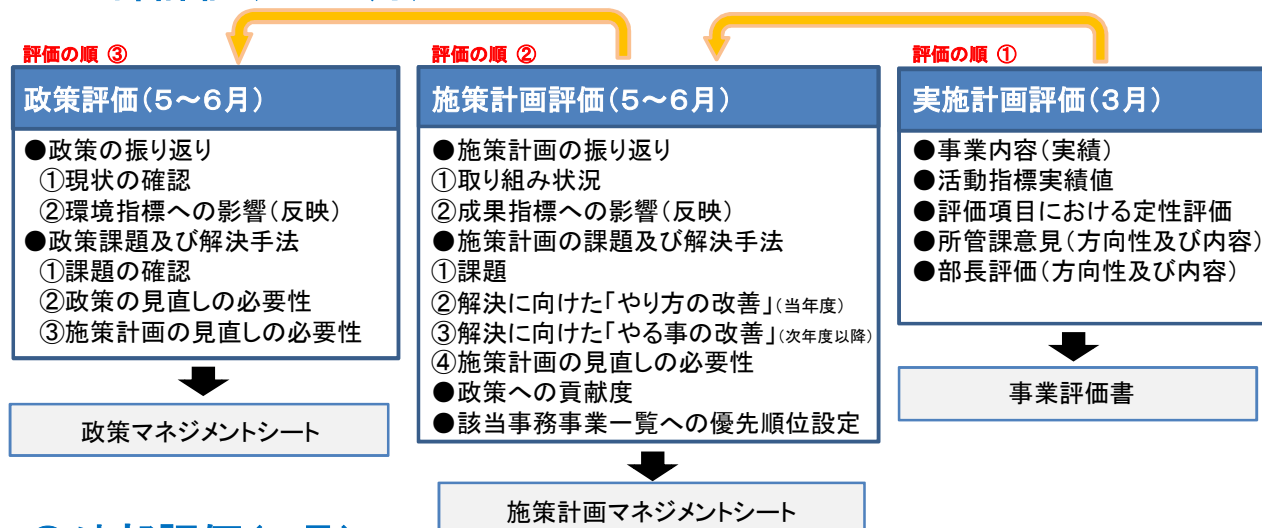 評価の順 ③
政策評価（５～６月）
●政策の振り返り
①現状の確認
②環境指標への影響（反映）
●政策課題及び解決手法
①課題の確認
②政策の見直しの必要性
③施策計画の見直しの必要性
政策マネジメントシート
評価の順 ②
施策計画評価（５～６月）
●施策計画の振り返り
①取り組み状況
②成果指標への影響（反映）
●施策計画の課題及び解決手法
①課題
②解決に向けた「やり方の改善」（当年度）
③解決に向けた「やる事の改善」（次年度以降）
④施策計画の見直しの必要性
●政策への貢献度
●該当事務事業一覧への優先順位設定
施策計画マネジメントシート
評価の順 ①
実施計画評価（３月）
●事業内容（実績）
●活動指標実績値
●評価項目における定性評価
●所管課意見（方向性及び内容）
●部長評価（方向性及び内容）
事業評価書